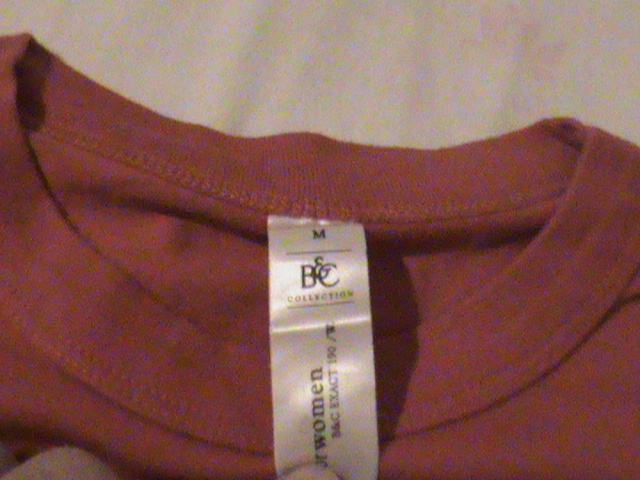 M
B&C
COLLECTION
women
B&C EXACT 190 /W